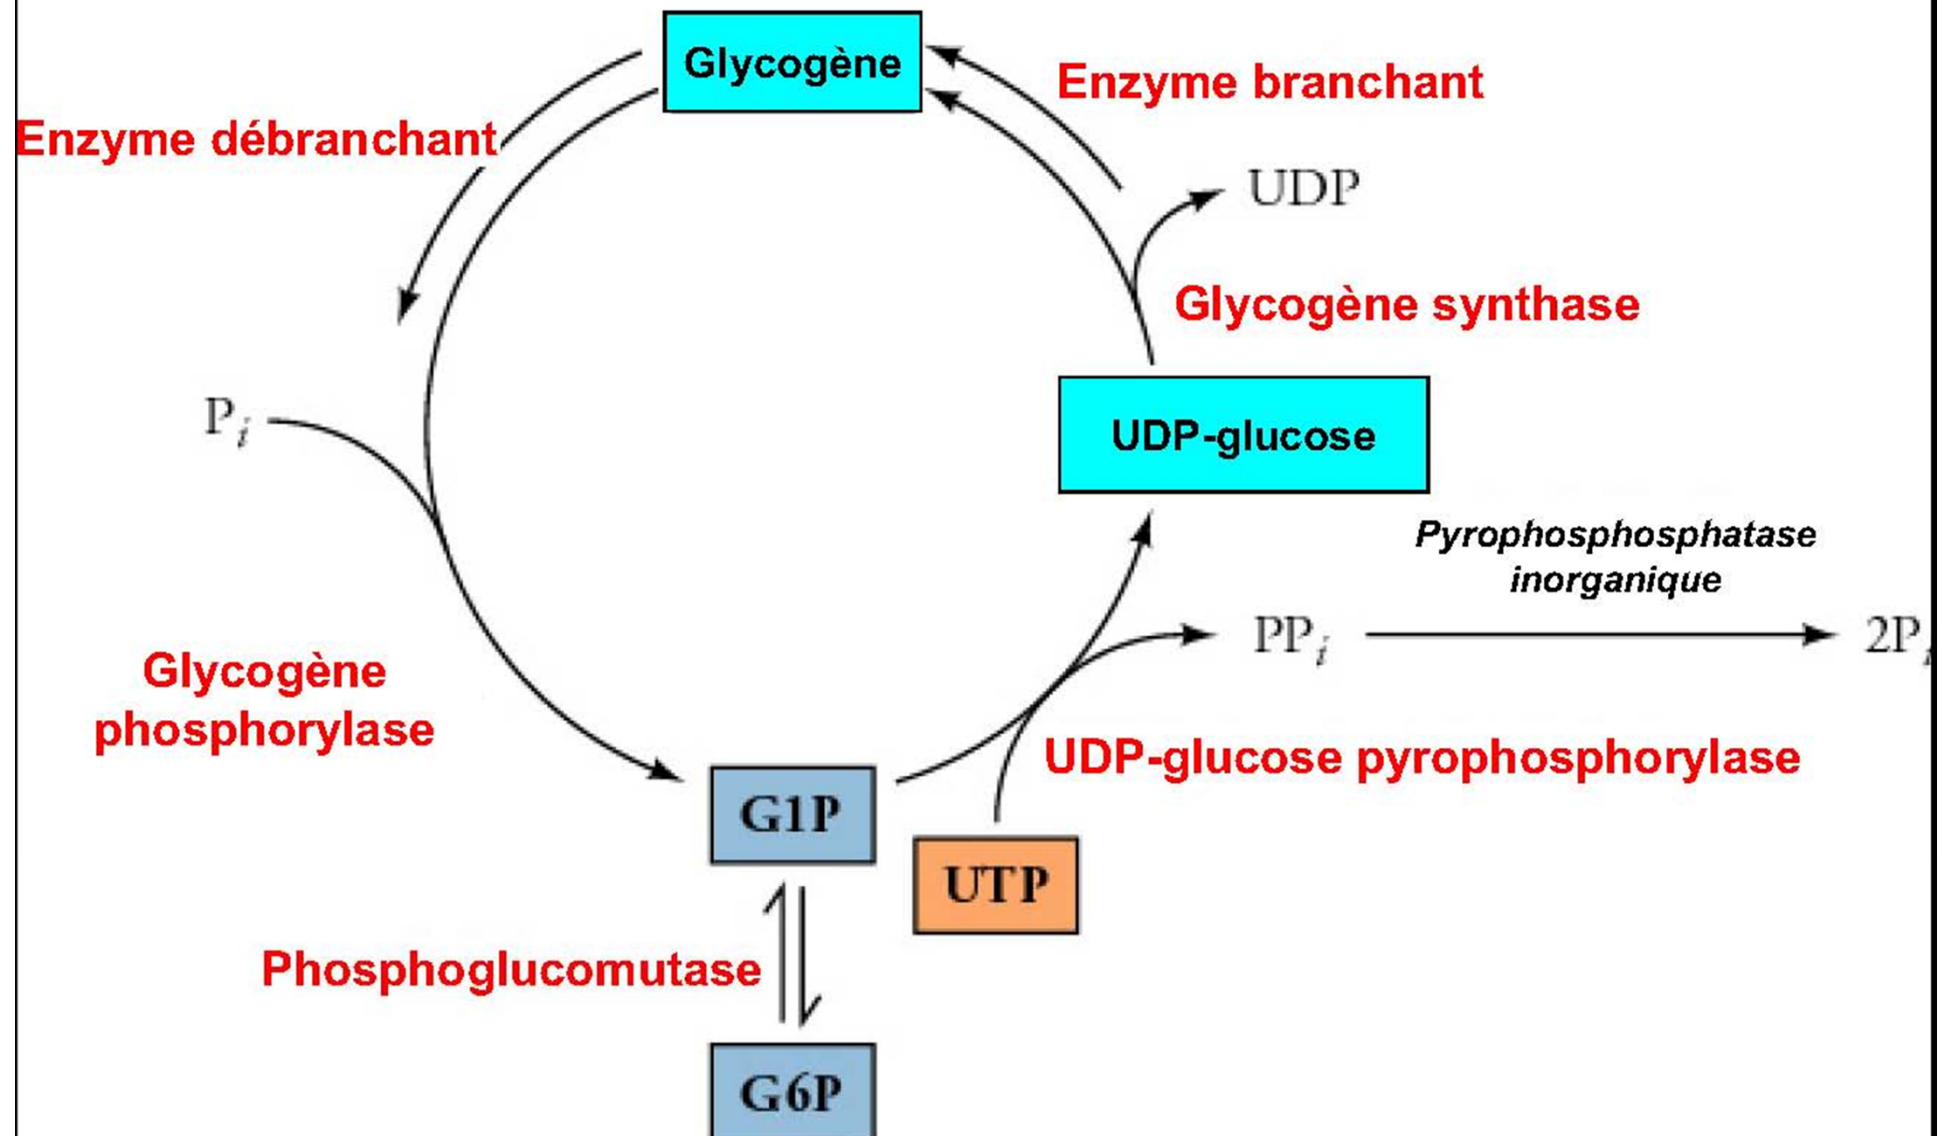 Glycogène
Enzyme branchant
Enzyme débranchant
UDP
Glycogène synthase
Pi
UDP-glucose
Pyrophosphosphatase
inorganique
PPi
2Pi
Glycogène
phosphorylase
UDP-glucose pyrophosphorylase
G1P
UTP
Phosphoglucomutase
G6P